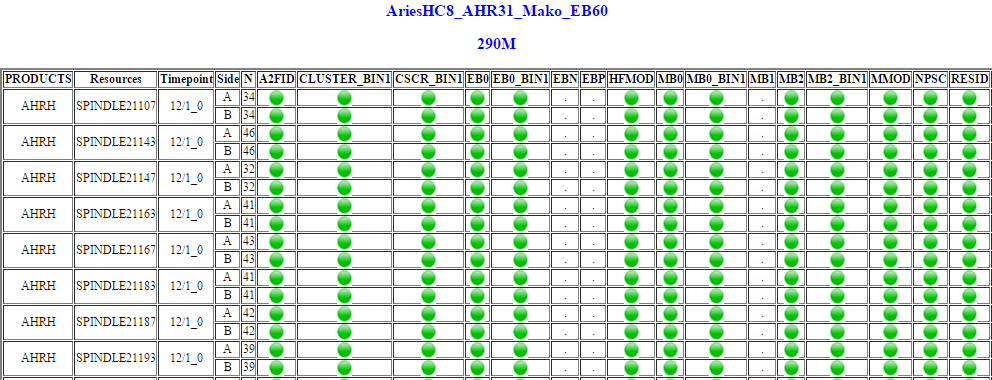 AriesHC8_AHR31_Mako_EB60
290M
PRODUCTS Resources Timepoint Side N A2FID CLUSTER_BIN1 CSCR_BIN1 EB0 EB0_BIN1 EBN EBP HFMOD MB0 MB0_BIN1 MB1 MB2 MB2_BIN1 MMOD NPSC RESID
AHRH SPINDLE21107 12/1_0 A 34 . . .
B 34 . . .
AHRH SPINDLE21143 12/1_0 A 46 . . .
B 46 . . .
AHRH SPINDLE21147 12/1_0 A 32 . . .
B 32 . . .
AHRH SPINDLE21163 12/1_0 A 41 . . .
B 41 . . .
AHRH SPINDLE21167 12/1_0 A 43 . . .
B 43 . . .
AHRH SPINDLE21183 12/1_0 A 41 . . .
B 41 . . .
AHRH SPINDLE21187 12/1_0 A 42 . . .
B 42 . . .
AHRH SPINDLE21193 12/1_0 A 39 . . .
B 39 . . .